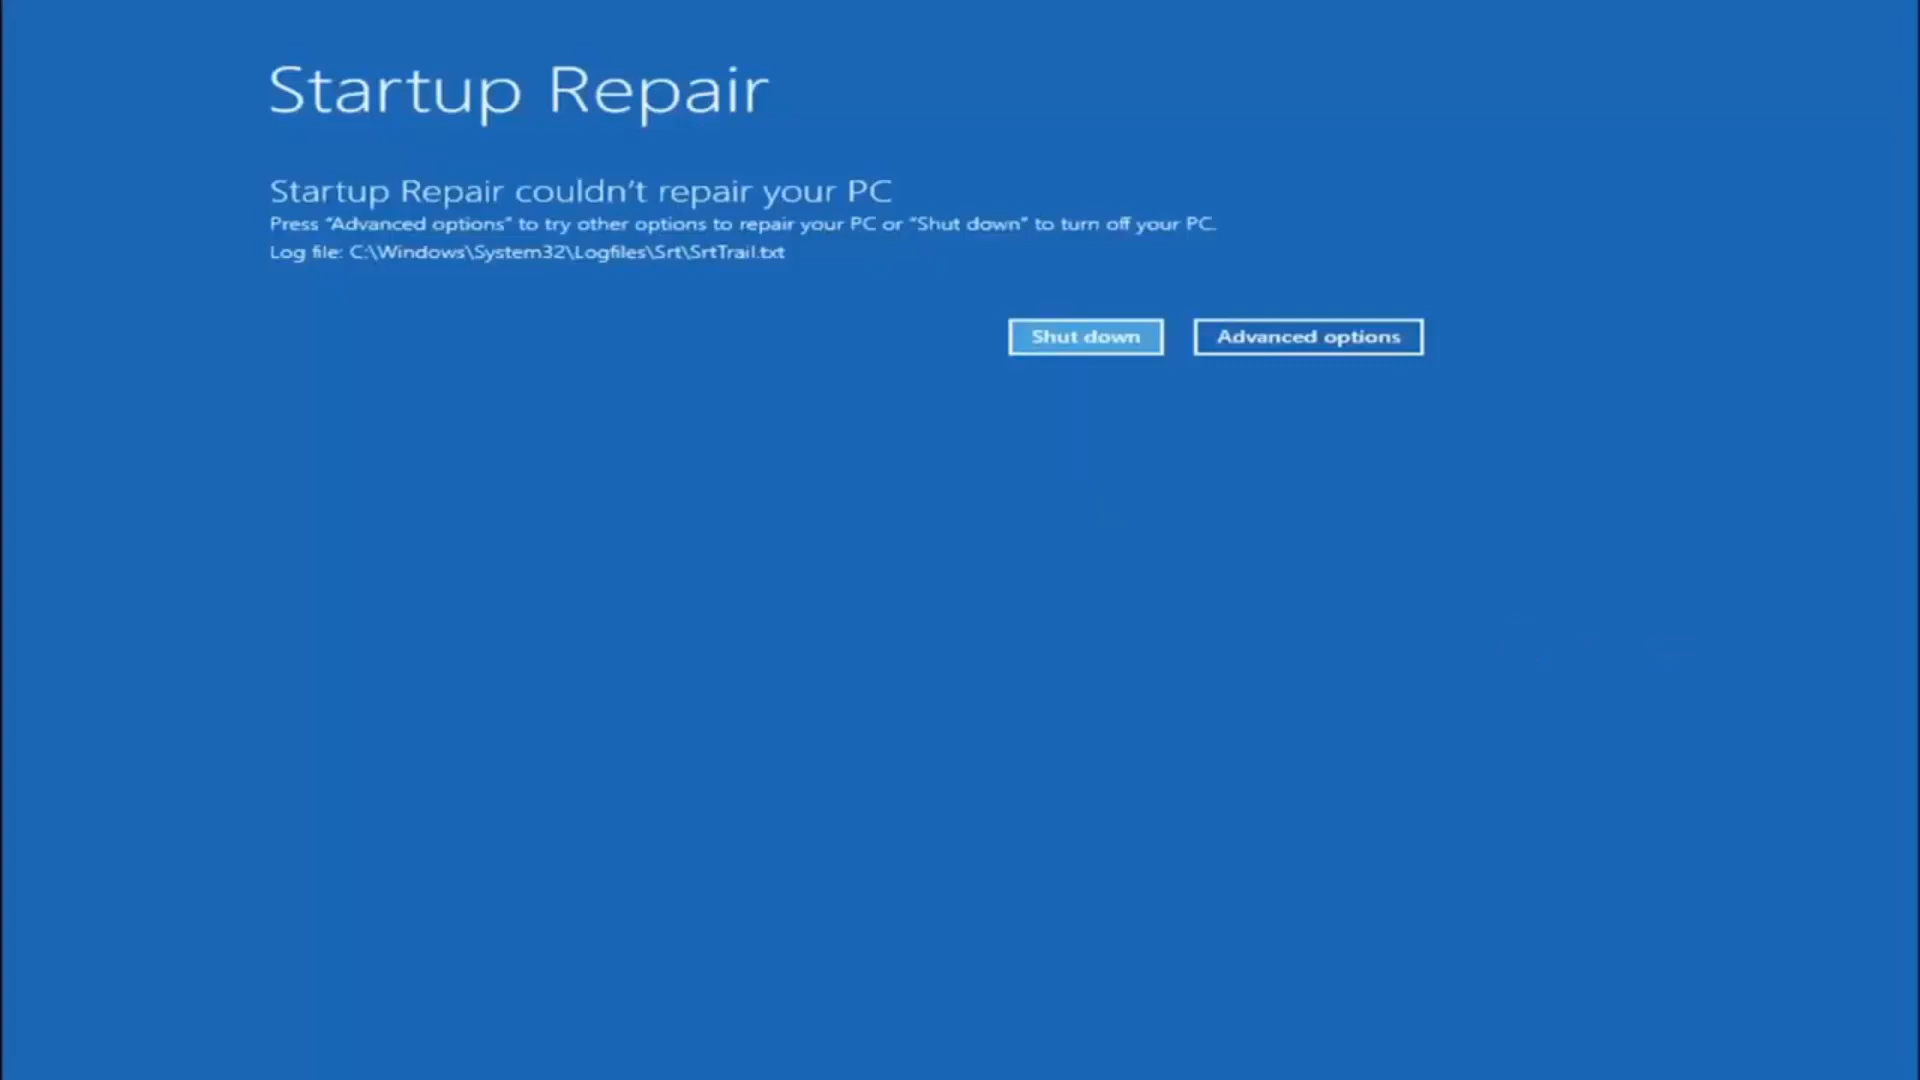 Startup Repair
Startup Repair couldn't repair your PC
Press “Advanced options” to try other options to repair your PC or “Shut down” to turn off your PC.
Log file: C:\Windows\System32\Logfiles\Srt\SrtTrail.txt
Shut down
Advanced options